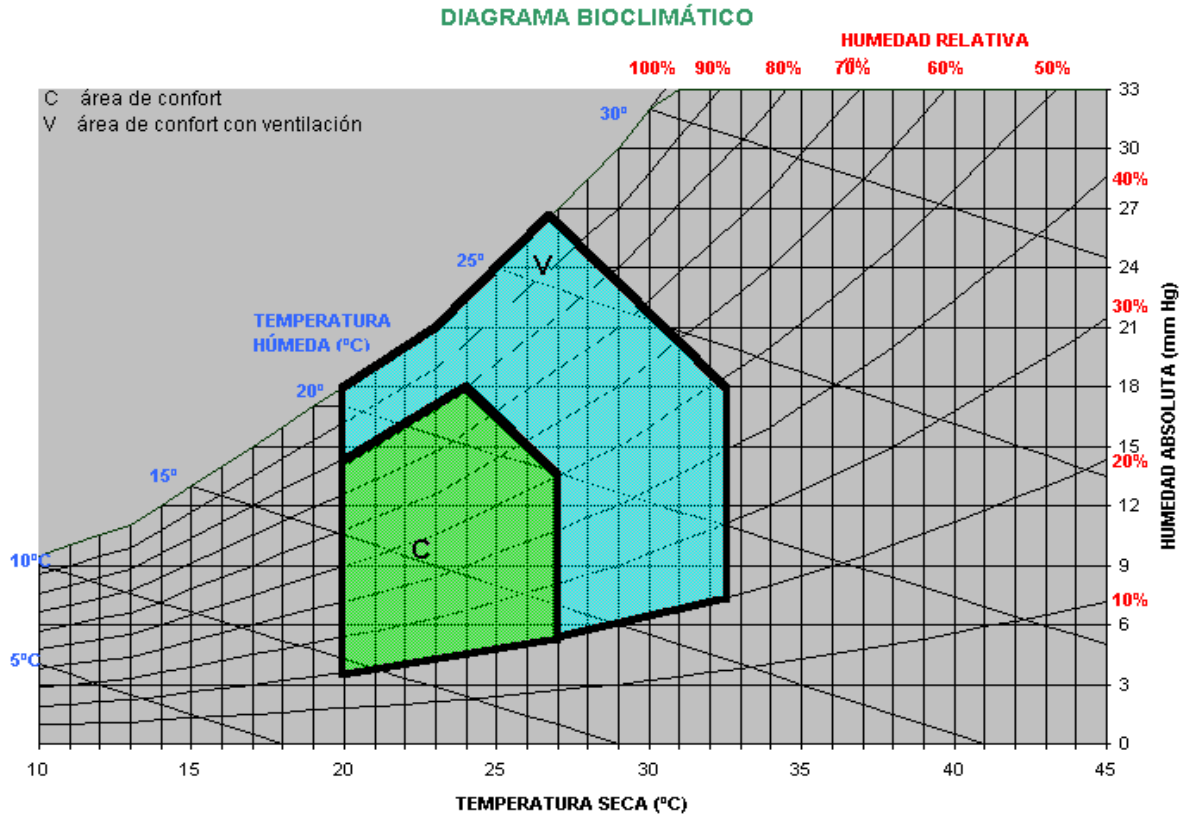 DIAGRAMA BIOCLIMÁTICO
HUMEDAD RELATIVA
100% 90% 80% 70% 60% 50%
C área de confort
V área de confort con ventilación
30º
33
30
40%
27
V
25º
24
30%
TEMPERATURA
HÚMEDA (ºC)
21
20º
18
15
15º
20%
12
C
10ºC
9
10%
6
5ºC
3
0
HUMEDAD ABSOLUTA (mm Hg)
10 15 20 25 30 35 40 45
TEMPERATURA SECA (ºC)